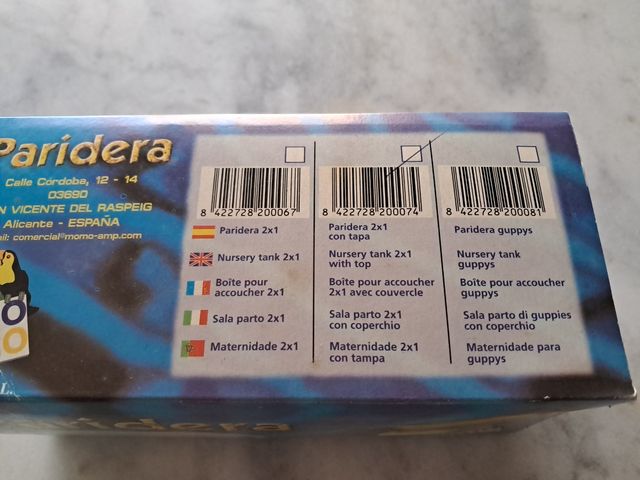 Paridera
Calle Córdoba, 12 - 14
03690
N VICENTE DEL RASPEIG
Alicante - ESPAÑA
il: comercial@momo-amp.com
8 422728 200067
Paridera 2x1
Nursery tank 2x1
Boîte pour
accoucher 2x1
Sala parto 2x1
Maternidade 2x1
8 422728 200074
Paridera 2x1
con tapa
Nursery tank 2x1
with top
Boîte pour accoucher
2x1 avec couvercle
Sala parto 2x1
con coperchio
Maternidade 2x1
con tampa
8 422728 200081
Paridera guppys
Nursery tank
guppys
Boîte pour accoucher
guppys
Sala parto di guppies
con coperchio
Maternidade para
guppys
aridera